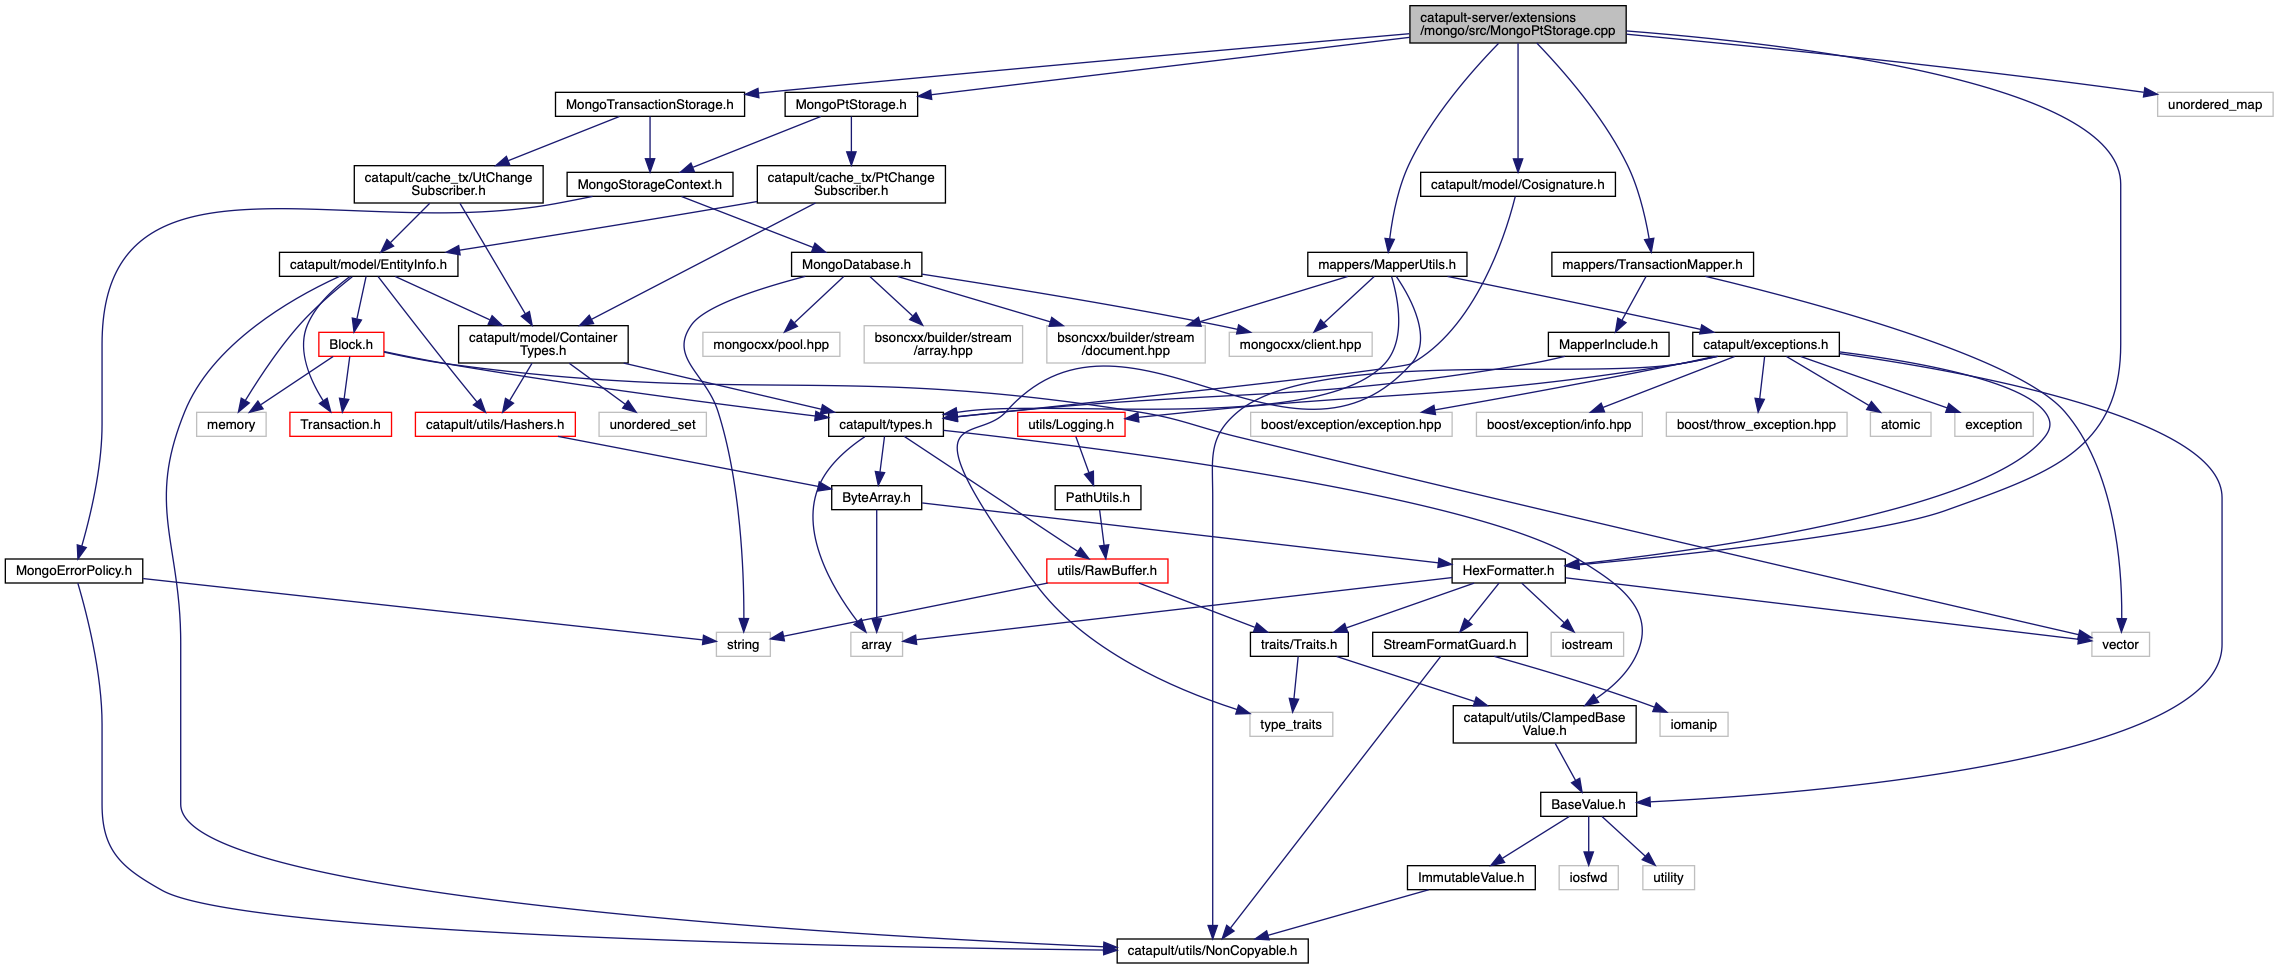 catapult-server/extensions
/mongo/src/MongoPtStorage.cpp
MongoTransactionStorage.h
MongoPtStorage.h
unordered_map
catapult/cache_tx/UtChange
Subscriber.h
MongoStorageContext.h
catapult/cache_tx/PtChange
Subscriber.h
catapult/model/Cosignature.h
catapult/model/EntityInfo.h
MongoDatabase.h
mappers/MapperUtils.h
mappers/TransactionMapper.h
Block.h
catapult/model/Container
Types.h
mongocxx/pool.hpp
bsoncxx/builder/stream
/array.hpp
bsoncxx/builder/stream
/document.hpp
mongocxx/client.hpp
MapperInclude.h
catapult/exceptions.h
memory
Transaction.h
catapult/utils/Hashers.h
unordered_set
catapult/types.h
utils/Logging.h
boost/exception/exception.hpp
boost/exception/info.hpp
boost/throw_exception.hpp
atomic
exception
ByteArray.h
PathUtils.h
MongoErrorPolicy.h
utils/RawBuffer.h
HexFormatter.h
string
array
traits/Traits.h
StreamFormatGuard.h
iostream
vector
type_traits
catapult/utils/ClampedBase
Value.h
iomanip
BaseValue.h
ImmutableValue.h
iosfwd
utility
catapult/utils/NonCopyable.h